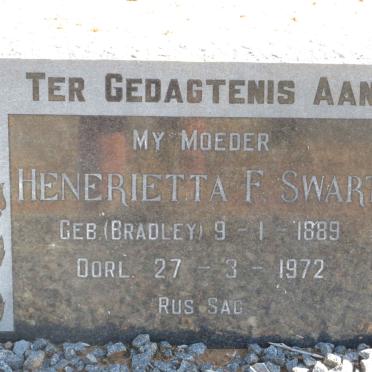 TER GEDAGTENIS AAN
MY MOEDER
HENERIETTA F. SWART
GEB. (BRADLEY) 9 - 1 - 1889
OORL. 27 - 3 - 1972
RUS SAG